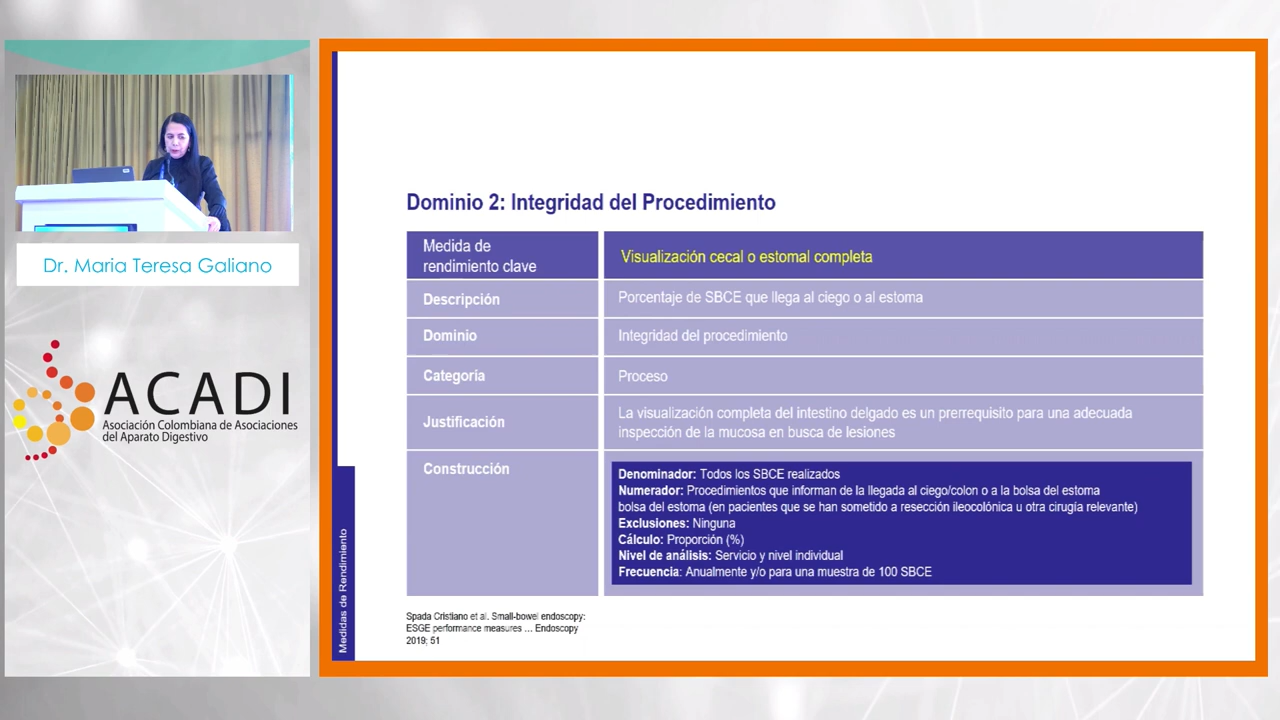 Dr. Maria Teresa Galiano
ACADI
Asociación Colombiana de Asociaciones
del Aparato Digestivo
Dominio 2: Integridad del Procedimiento
Medida de
rendimiento clave
Visualización cecal o estomal completa
Descripción
Porcentaje de SBCE que llega al ciego o al estoma
Dominio
Integridad del procedimiento
Categoria
Proceso
Justificación
La visualización completa del intestino delgado es un prerrequisito para una adecuada
inspección de la mucosa en busca de lesiones
Construcción
Denominador: Todos los SBCE realizados
Numerador: Procedimientos que informan de la llegada al ciego/colon o a la bolsa del estoma
bolsa del estoma (en pacientes que se han sometido a resección ileocolónica u otra cirugía relevante)
Exclusiones: Ninguna
Cálculo: Proporción (%)
Nivel de análisis: Servicio y nivel individual
Frecuencia: Anualmente y/o para una muestra de 100 SBCE
Medidas de Rendimiento
Spada Cristiano et al. Small-bowel endoscopy:
ESGE performance measures ... Endoscopy
2019; 51